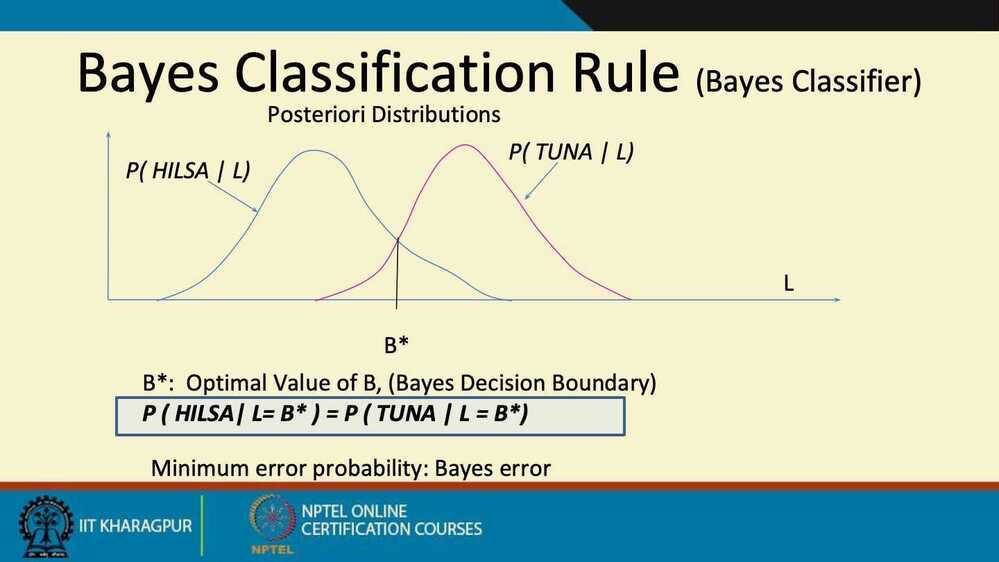 Bayes Classification Rule (Bayes Classifier)
Posteriori Distributions
P( HILSA | L)
P( TUNA | L)
L
B*
B*: Optimal Value of B, (Bayes Decision Boundary)
P ( HILSA| L= B* ) = P ( TUNA | L = B*)
Minimum error probability: Bayes error
IIT KHARAGPUR
NPTEL
NPTEL ONLINE
CERTIFICATION COURSES